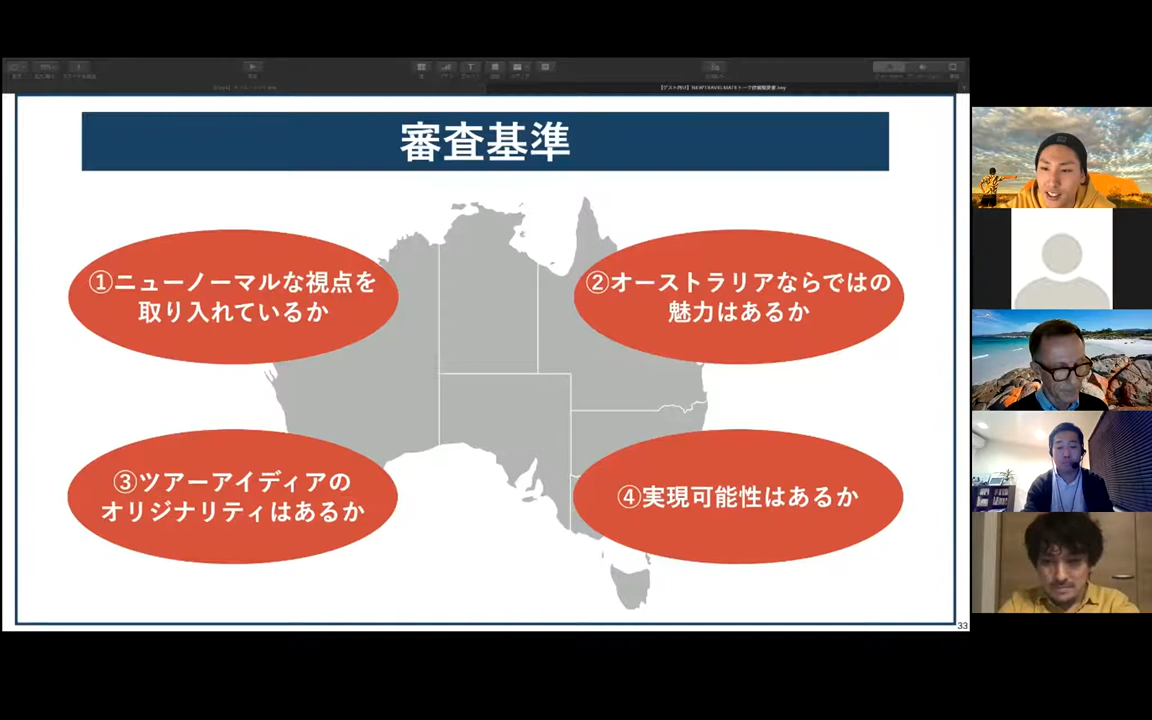 審査基準
①ニューノーマルな視点を
取り入れているか
②オーストラリアならではの
魅力はあるか
③ツアーアイディアの
オリジナリティはあるか
④実現可能性はあるか
33